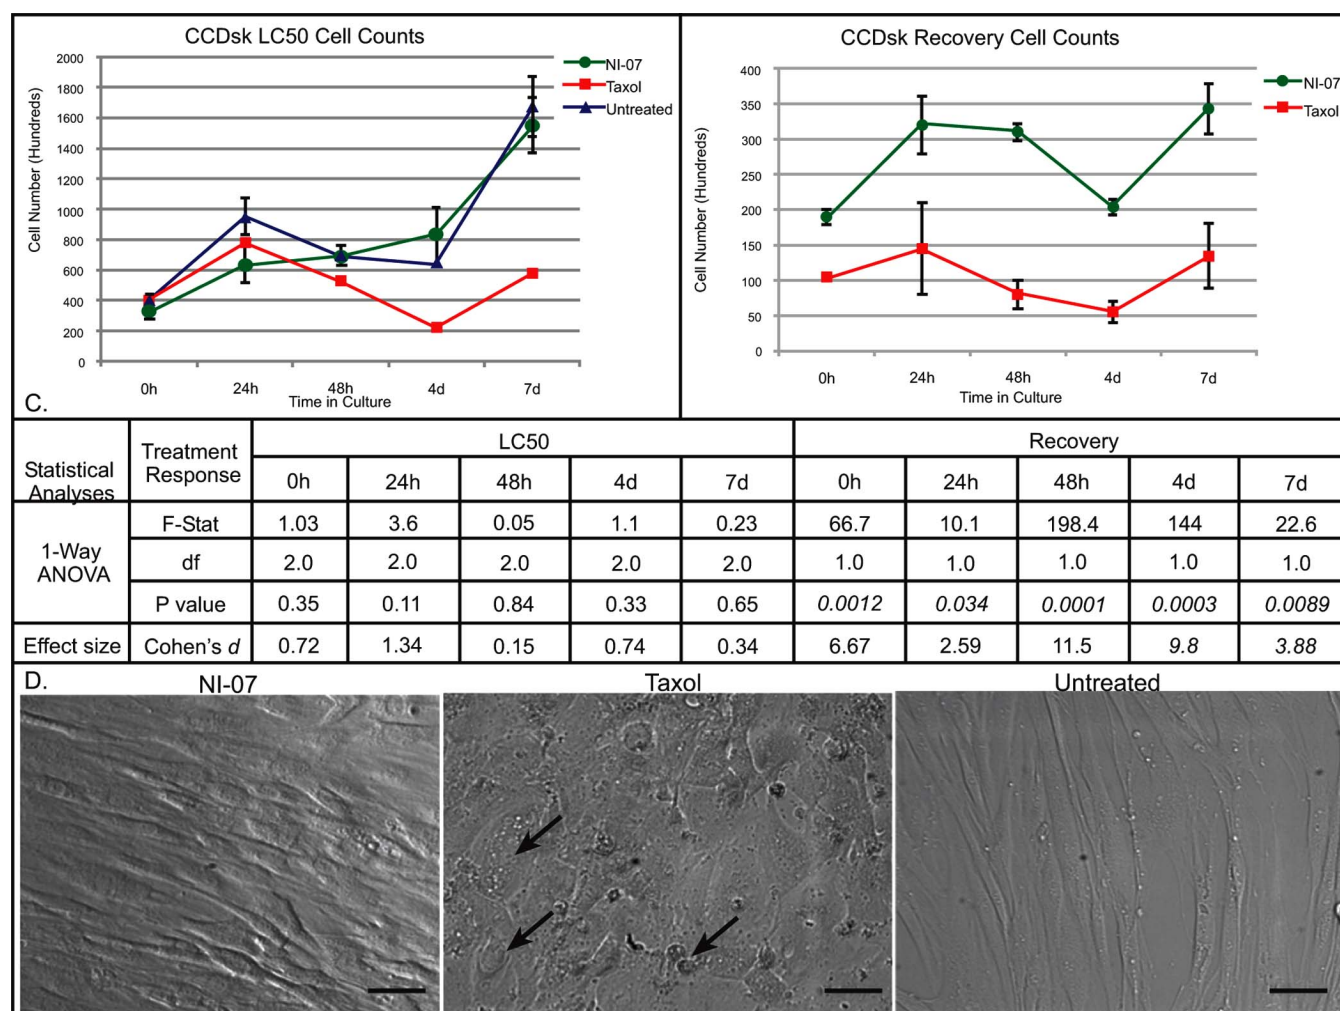 CCDsk LC50 Cell Counts
Cell Number (Hundreds)
2000
1800
1600
1400
1200
1000
800
600
400
200
0
0h 24h 48h 4d 7d
Time in Culture
NI-07
Taxol
Untreated
CCDsk Recovery Cell Counts
Cell Number (Hundreds)
400
350
300
250
200
150
100
50
0
0h 24h 48h 4d 7d
Time in Culture
NI-07
Taxol
C.
Statistical Analyses Treatment Response LC50 Recovery
0h 24h 48h 4d 7d 0h 24h 48h 4d 7d
1-Way ANOVA F-Stat 1.03 3.6 0.05 1.1 0.23 66.7 10.1 198.4 144 22.6
df 2.0 2.0 2.0 2.0 2.0 1.0 1.0 1.0 1.0 1.0
P value 0.35 0.11 0.84 0.33 0.65 0.0012 0.034 0.0001 0.0003 0.0089
Effect size Cohen's d 0.72 1.34 0.15 0.74 0.34 6.67 2.59 11.5 9.8 3.88
D.
NI-07 Taxol Untreated